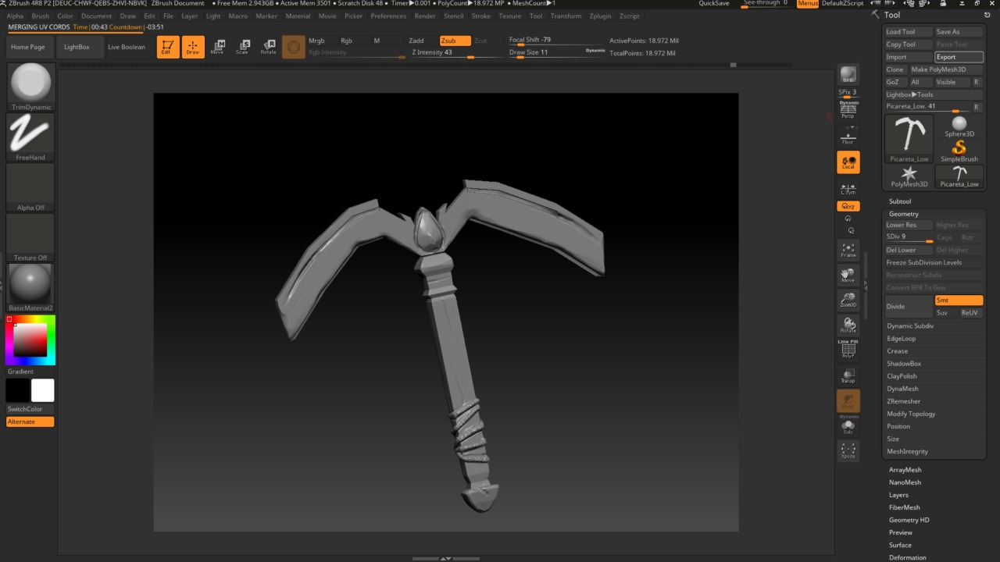 ZBrush 4R8 P2 [DEUC-CHWF-QEBS-ZHVI-NBVK] ZBrush Document • Free Mem 2.943GB • Active Mem 3501 • Scratch Disk 48 • Timer▶0.001 • PolyCount▶18.972 MP • MeshCount▶1 QuickSave See-through 0 Menus DefaultZScript
Alpha Brush Color Document Draw Edit File Layer Light Macro Marker Material Movie Picker Preferences Render Stencil Stroke Texture Tool Transform Zplugin Zscript
MERGING UV CORDS Time|00:43 Countdown|-03:51
Home Page LightBox Live Boolean Edit Draw Move Scale Rotate
Mrgb Rgb M Zadd Zsub Zcut Focal Shift -79 ActivePoints: 18.972 Mil
Rgb Intensity Z Intensity 43 Draw Size 11 Dynamic TotalPoints: 18.972 Mil
TrimDynamic
FreeHand
Alpha Off
Texture Off
BasicMaterial2
Gradient
SwitchColor
Alternate
BPR
SPix 3
Dynamic
Persp
Floor
Local
L.Sym
XYZ
Frame
Move
Zoom3D
Rotate
Line Fill
PolyF
Transp
Ghost
Dynamic
Solo
Xpose
Tool
Load Tool Save As
Copy Tool Paste Tool
Import Export
Clone Make PolyMesh3D
GoZ All Visible R
Lightbox▶Tools
Picareta_Low. 41 R
Picareta_Low Sphere3D
SimpleBrush
PolyMesh3D Picareta_Low
Subtool
Geometry
Lower Res Higher Res
SDiv 9 Cage Rstr
Del Lower Del Higher
Freeze SubDivision Levels
Reconstruct Subdiv
Convert BPR To Geo
Divide Smt
Suv ReUV
Dynamic Subdiv
EdgeLoop
Crease
ShadowBox
ClayPolish
DynaMesh
ZRemesher
Modify Topology
Position
Size
MeshIntegrity
ArrayMesh
NanoMesh
Layers
FiberMesh
Geometry HD
Preview
Surface
Deformation